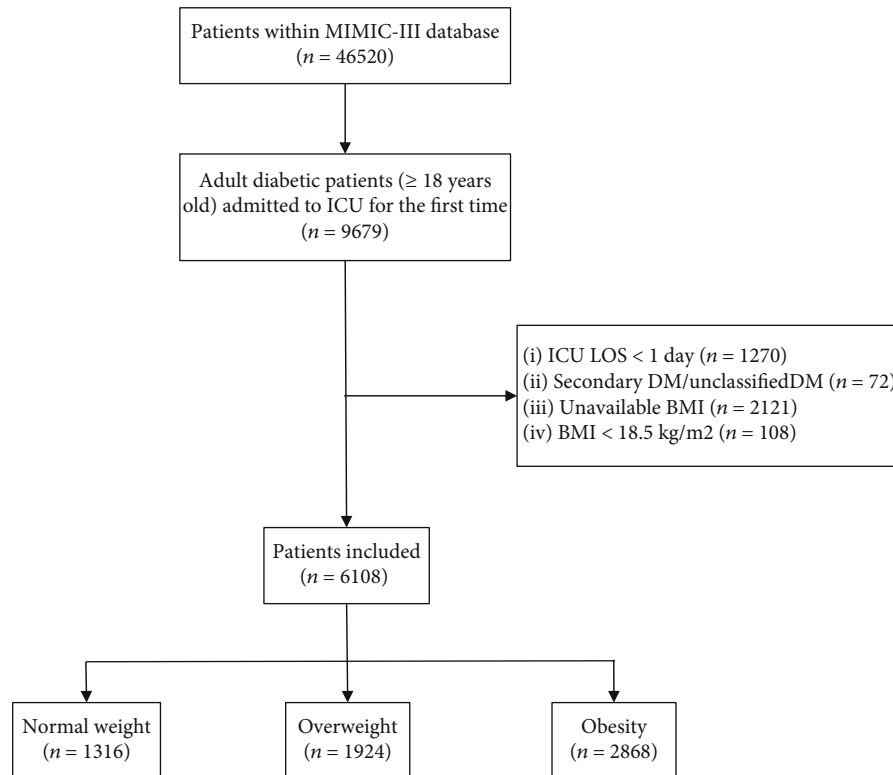 Patients within MIMIC-III database
(n = 46520)
Adult diabetic patients (≥ 18 years
old) admitted to ICU for the first time
(n = 9679)
(i) ICU LOS < 1 day (n = 1270)
(ii) Secondary DM/unclassifiedDM (n = 72)
(iii) Unavailable BMI (n = 2121)
(iv) BMI < 18.5 kg/m2 (n = 108)
Patients included
(n = 6108)
Normal weight
(n = 1316)
Overweight
(n = 1924)
Obesity
(n = 2868)